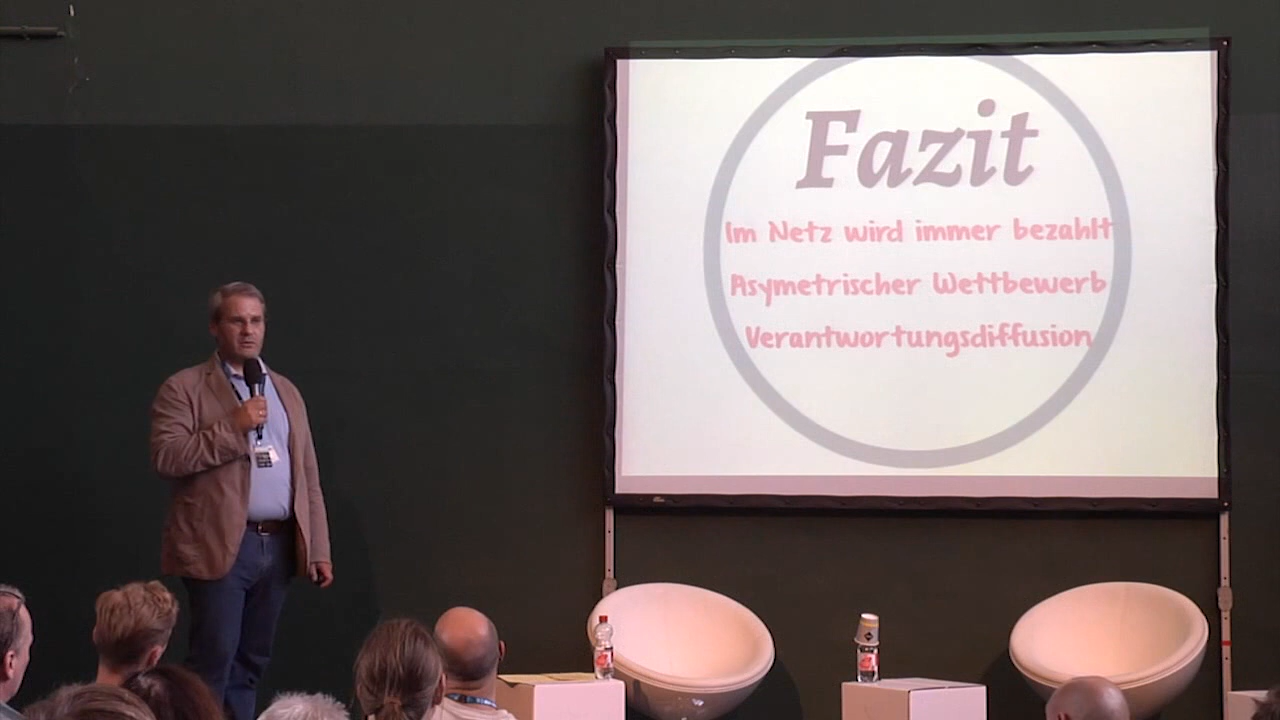 Fazit
Im Netz wird immer bezahlt
Asymetrischer Wettbewerb
Verantwortungsdiffusion